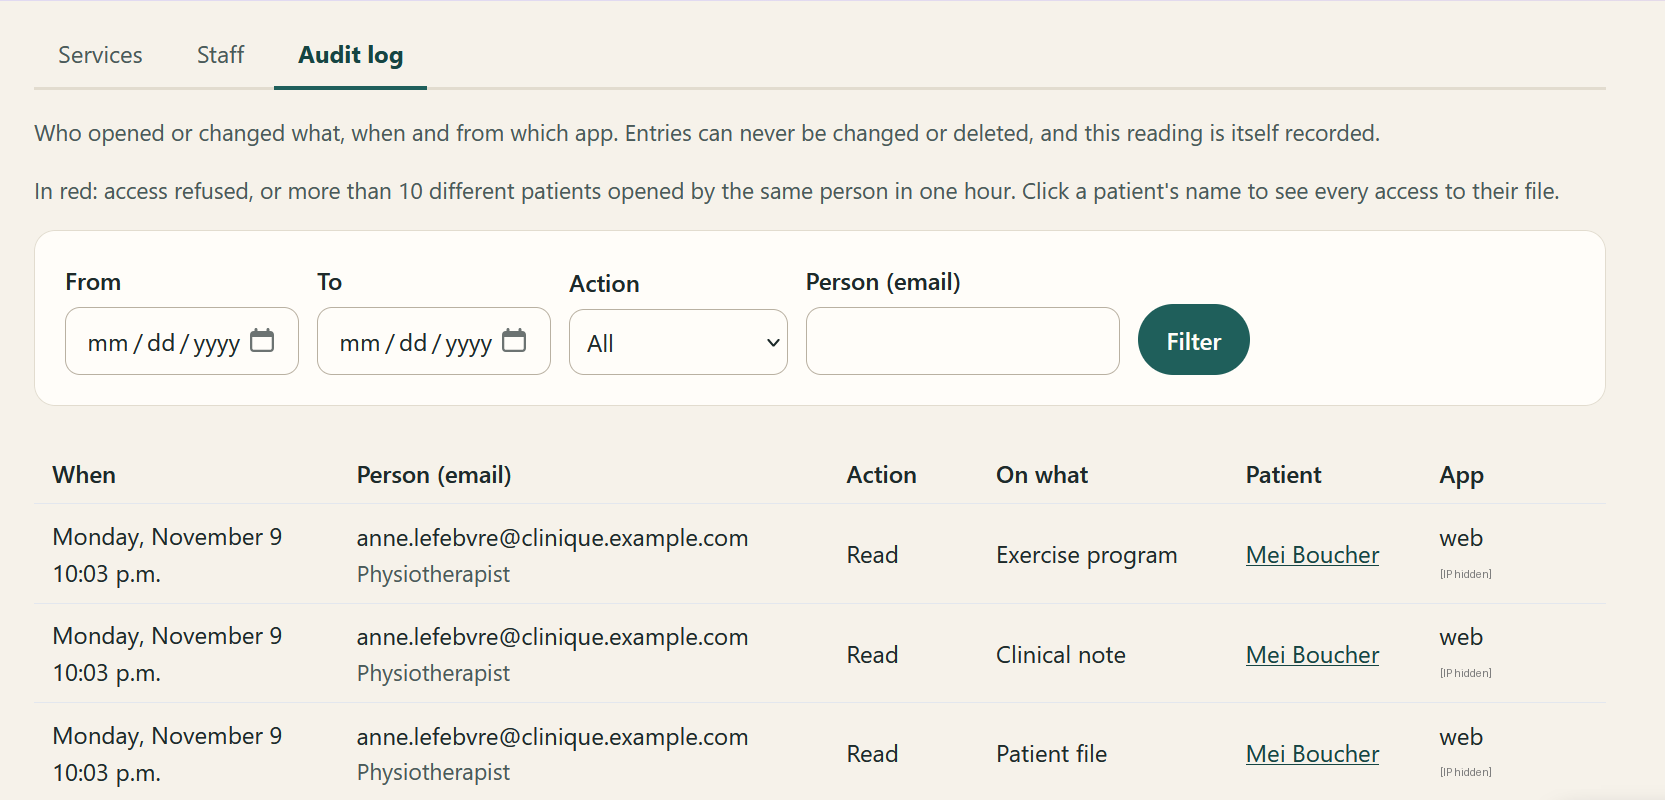 Services Staff Audit log
Who opened or changed what, when and from which app. Entries can never be changed or deleted, and this reading is itself recorded.
In red: access refused, or more than 10 different patients opened by the same person in one hour. Click a patient's name to see every access to their file.
From To Action Person (email)
mm/dd/yyyy mm/dd/yyyy All Filter
When Person (email) Action On what Patient App
Monday, November 9 anne.lefebvre@clinique.example.com web
Read Exercise program Mei Boucher
10:03 p.m. Physiotherapist [IP hidden]
Monday, November 9 anne.lefebvre@clinique.example.com web
Read Clinical note Mei Boucher
10:03 p.m. Physiotherapist [IP hidden]
Monday, November 9 anne.lefebvre@clinique.example.com web
Read Patient file Mei Boucher
10:03 p.m. Physiotherapist [IP hidden]